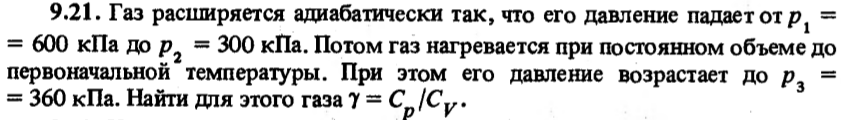 9.21. Газ расширяется адиабатически так, что его давление падает от p₁ =
= 600 кПа до p₂ = 300 кПа. Потом газ нагревается при постоянном объеме до
первоначальной температуры. При этом его давление возрастает до p₃ =
= 360 кПа. Найти для этого газа γ = Cₚ/C_V.